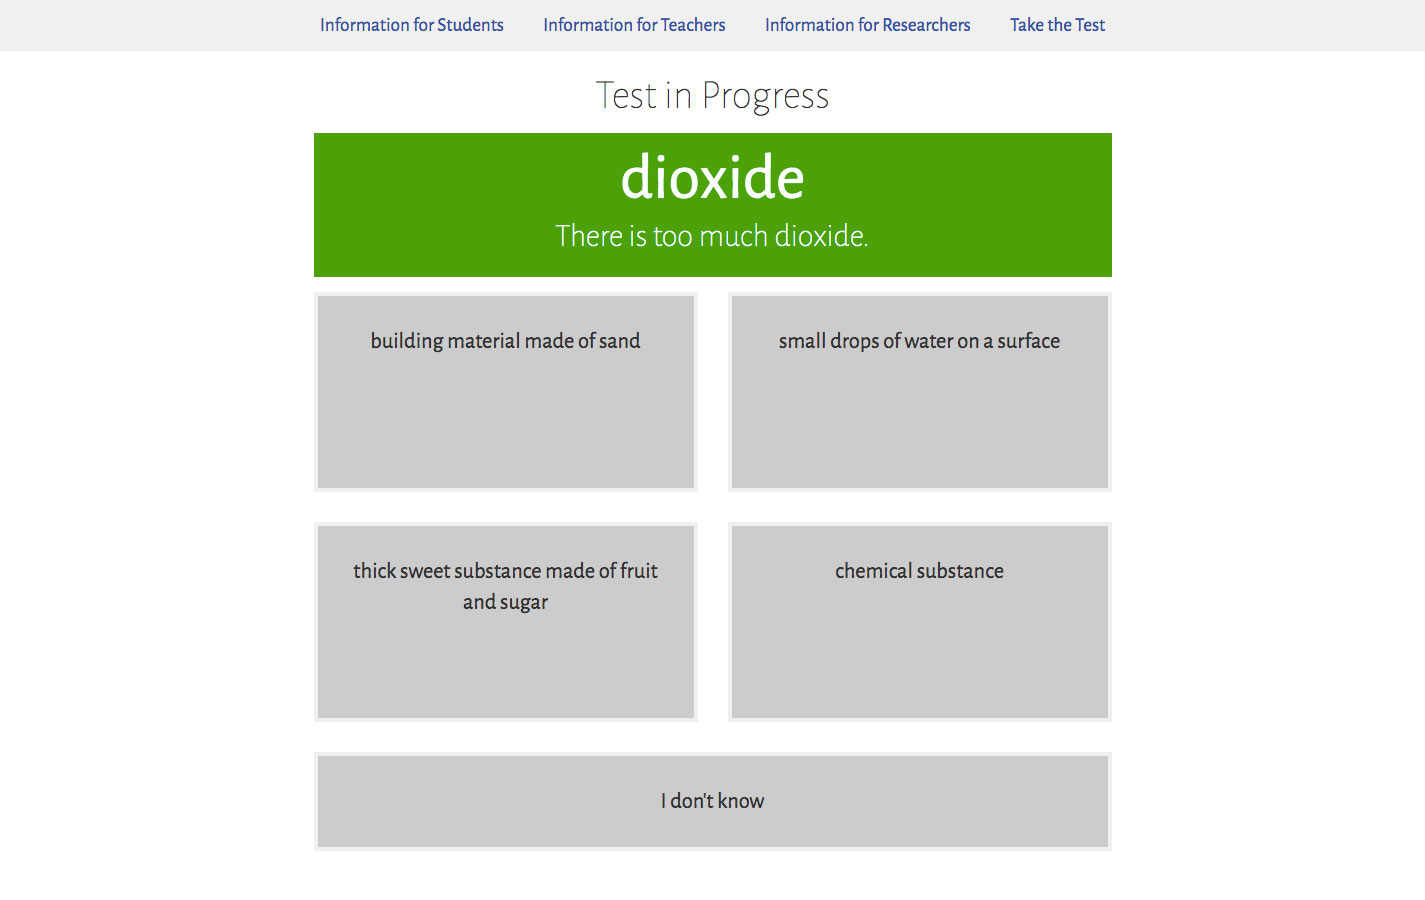 Information for Students Information for Teachers Information for Researchers Take the Test
Test in Progress
dioxide
There is too much dioxide.
building material made of sand
small drops of water on a surface
thick sweet substance made of fruit
and sugar
chemical substance
I don't know